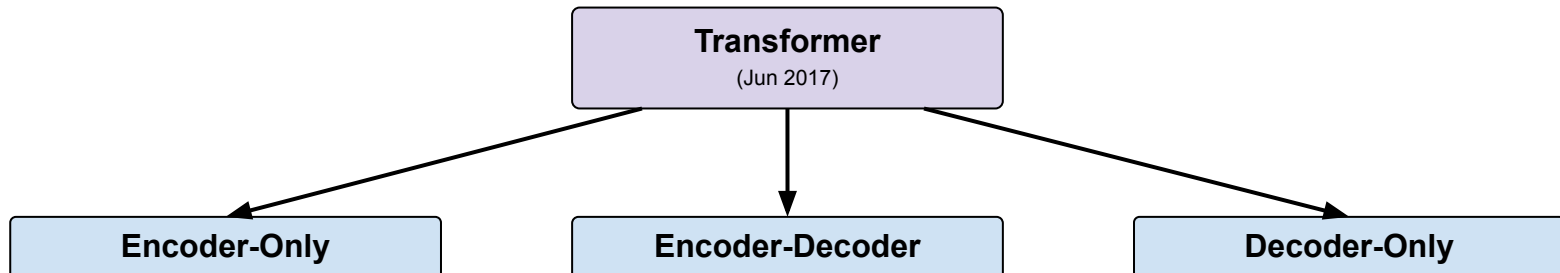 Transformer
(Jun 2017)
Encoder-Only
Encoder-Decoder
Decoder-Only